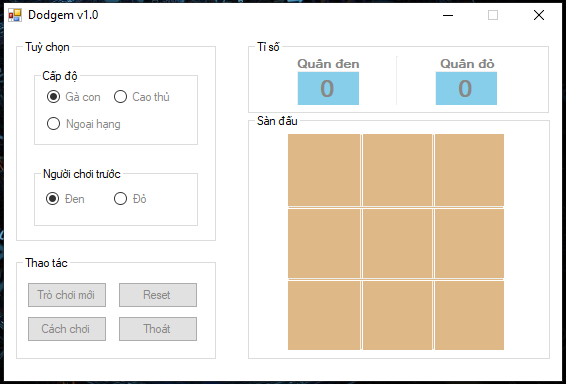 Dodgem v1.0
Tuỳ chọn
Cấp độ
Gà con
Cao thủ
Ngoại hạng
Người chơi trước
Đen
Đỏ
Thao tác
Trò chơi mới
Reset
Cách chơi
Thoát
Tỉ số
Quân đen
Quân đỏ
0
0
Sàn đấu